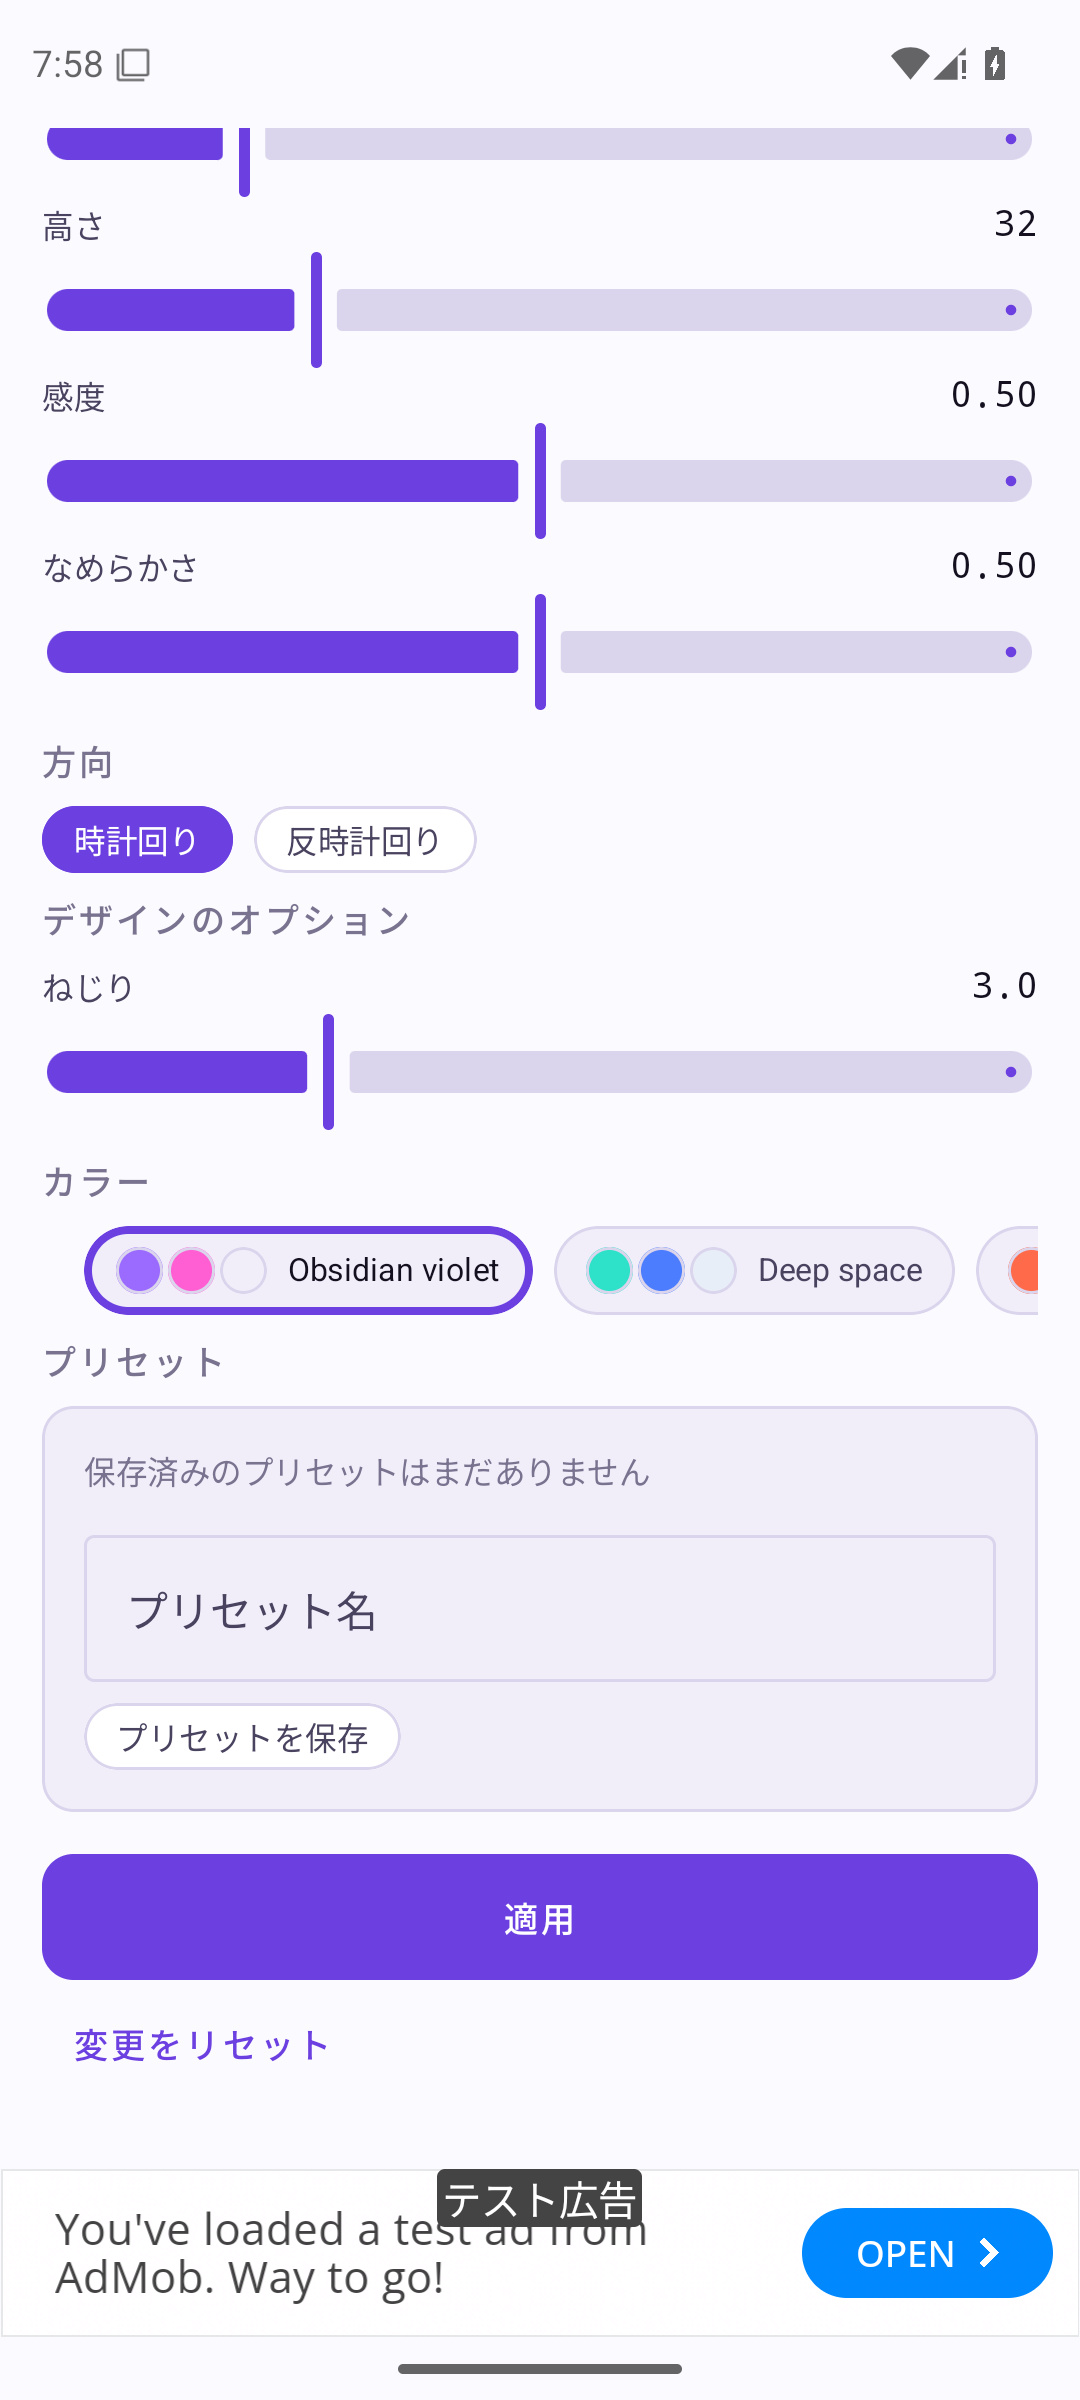 7:58
高さ 32
感度 0.50
なめらかさ 0.50
方向
時計回り 反時計回り
デザインのオプション
ねじり 3.0
カラー
Obsidian violet Deep space
プリセット
保存済みのプリセットはまだありません
プリセット名
プリセットを保存
適用
変更をリセット
テスト広告
You've loaded a test ad from
AdMob. Way to go!
OPEN